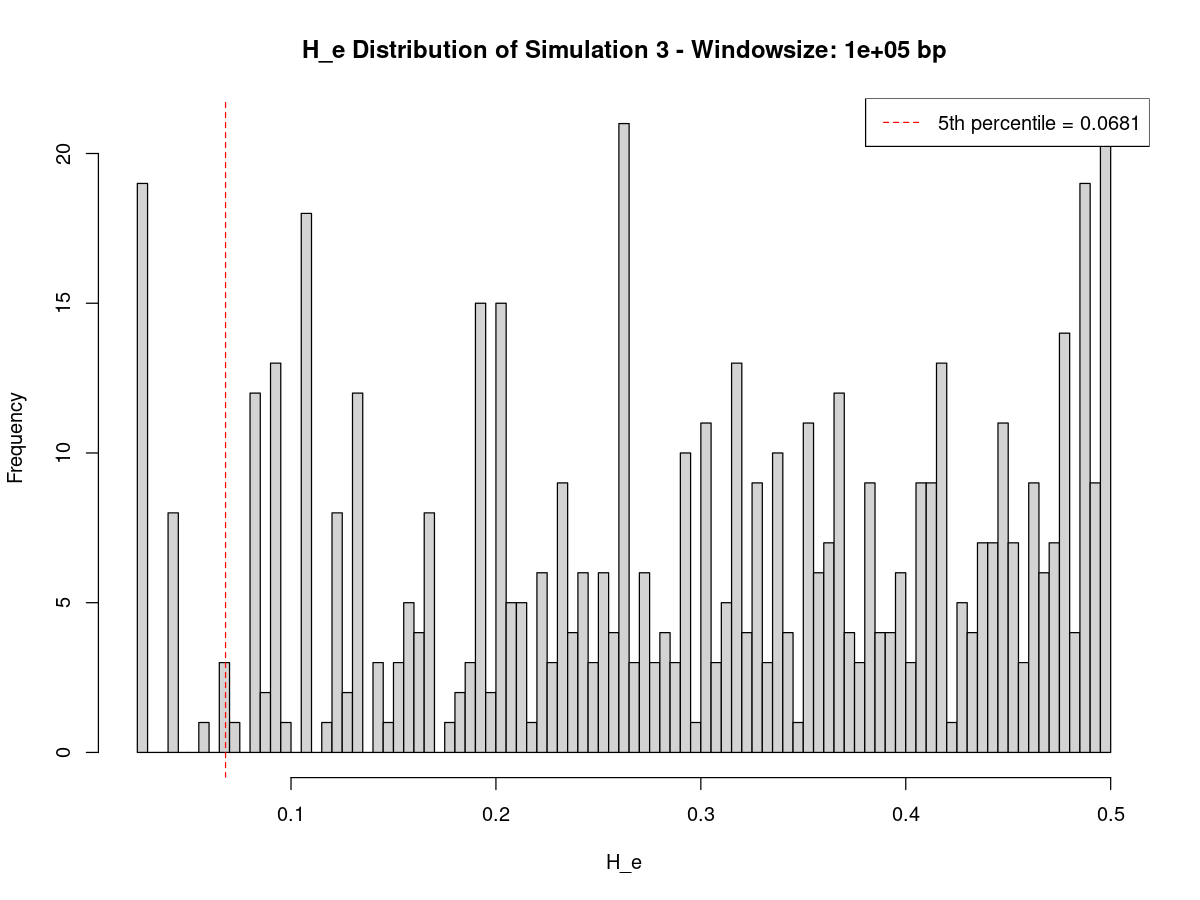 H_e Distribution of Simulation 3 - Windowsize: 1e+05 bp
5th percentile = 0.0681
Frequency
20
15
10
5
0
0.1 0.2 0.3 0.4 0.5
H_e